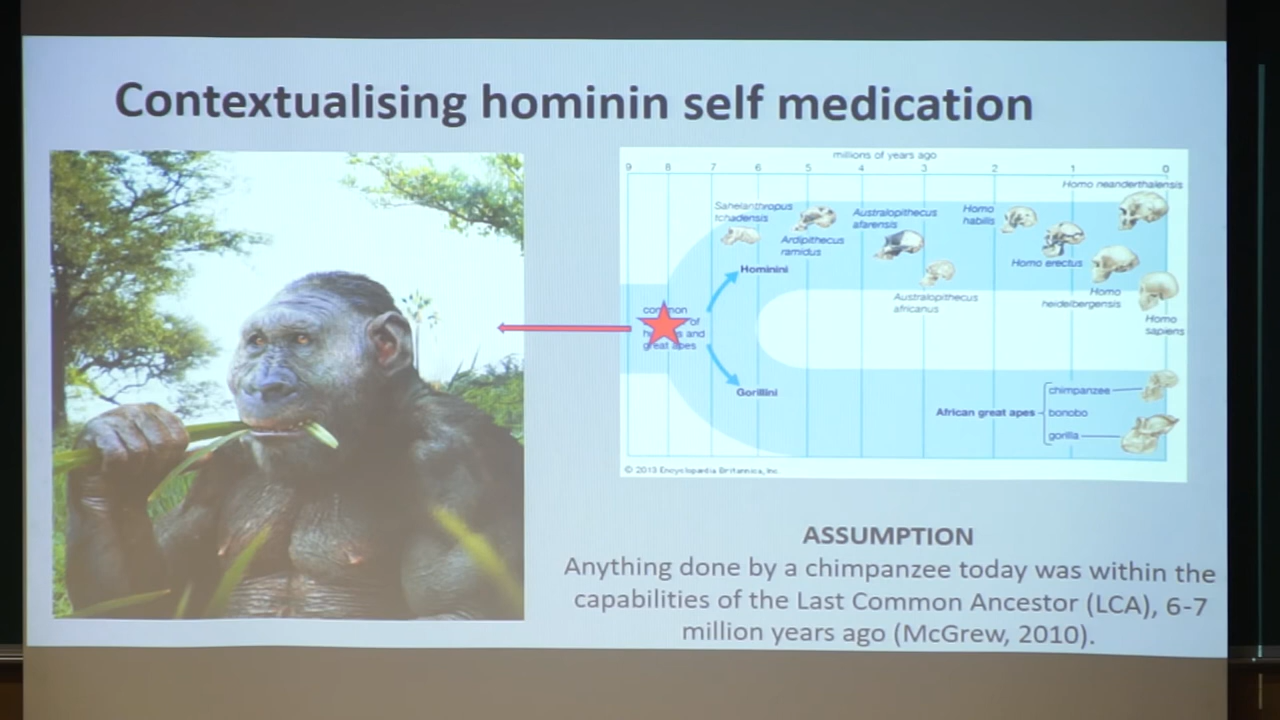 Contextualising hominin self medication
millions of years ago
9 8 7 6 5 4 3 2 1 0
Homo neanderthalensis
Sahelanthropus
tchadensis
Ardipithecus
ramidus
Australopithecus
afarensis
Homo
habilis
Homo erectus
Hominini
Australopithecus
africanus
Homo
heidelbergensis
Homo
sapiens
of
and
great apes
Gorillini
African great apes
chimpanzee
bonobo
gorilla
© 2013 Encyclopædia Britannica, Inc.
ASSUMPTION
Anything done by a chimpanzee today was within the
capabilities of the Last Common Ancestor (LCA), 6-7
million years ago (McGrew, 2010).